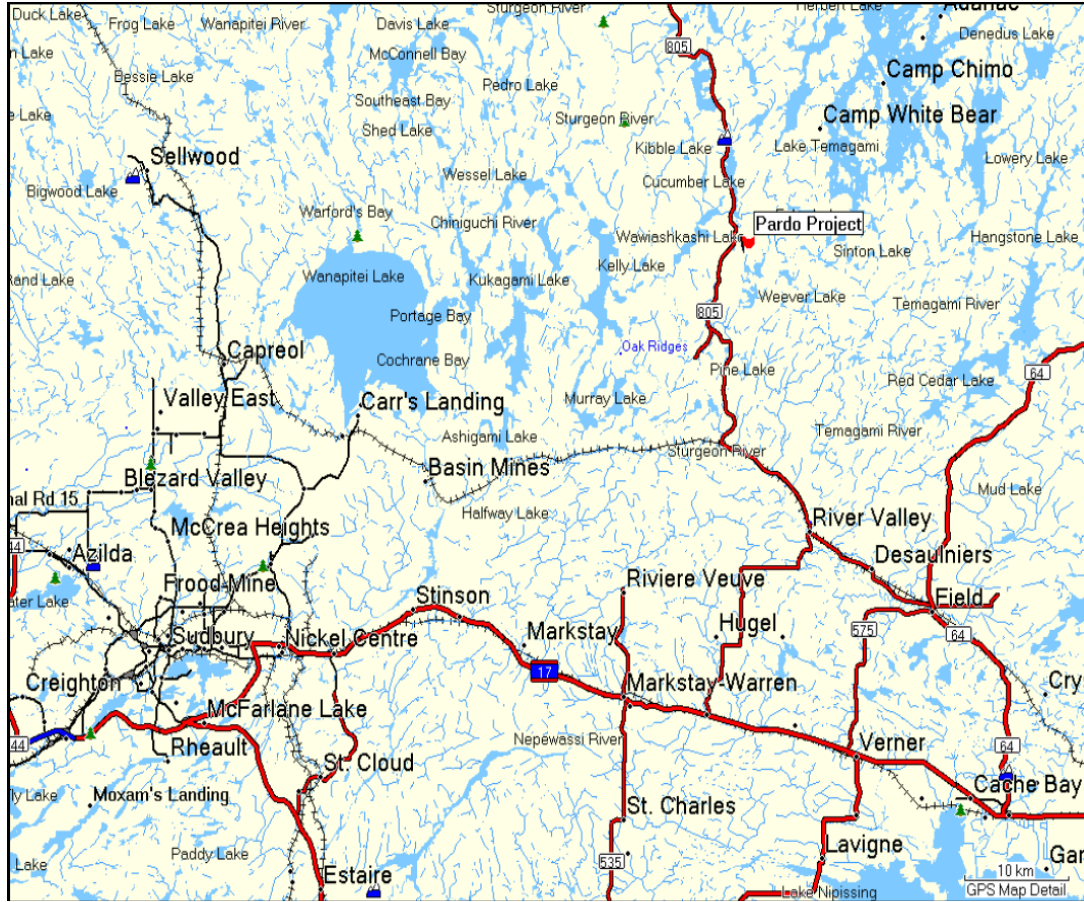 Duck Lake
Frog Lake
Wanapitei River
Davis Lake
Sturgeon River
Herbert Lake
Denedus Lake
McConnell Bay
805
Bessie Lake
Pedro Lake
Camp Chimo
Southeast Bay
Camp White Bear
Sturgeon River
Shed Lake
Kibble Lake
Lake Temagami
Sellwood
Lowery Lake
Wessel Lake
Cucumber Lake
Bigwood Lake
Warford's Bay
Chiniguchi River
Pardo Project
Wawiashkashi Lake
Hangstone Lake
Sinton Lake
Kelly Lake
Wanapitei Lake
Kukagami Lake
Rand Lake
Weever Lake
Temagami River
Portage Bay
805
Oak Ridges
Capreol
Cochrane Bay
Pine Lake
64
Red Cedar Lake
Valley East
Carr's Landing
Murray Lake
Temagami River
Ashigami Lake
Sturgeon River
Basin Mines
Blezard Valley
Mud Lake
nal Rd 15
Halfway Lake
McCrea Heights
River Valley
44
Azilda
Desaulniers
Frood-Mine
Riviere Veuve
ater Lake
Field
Stinson
Markstay
Hugel
575
64
Sudbury
Nickel Centre
17
Creighton
Markstay-Warren
Cry
McFarlane Lake
44
Rheault
Nepewassi River
Verner
64
St. Cloud
Cache Bay
ly Lake
Moxam's Landing
St. Charles
Paddy Lake
Lavigne
Gar
Lake
535
10 km
Estaire
Lake Nipissing
GPS Map Detail